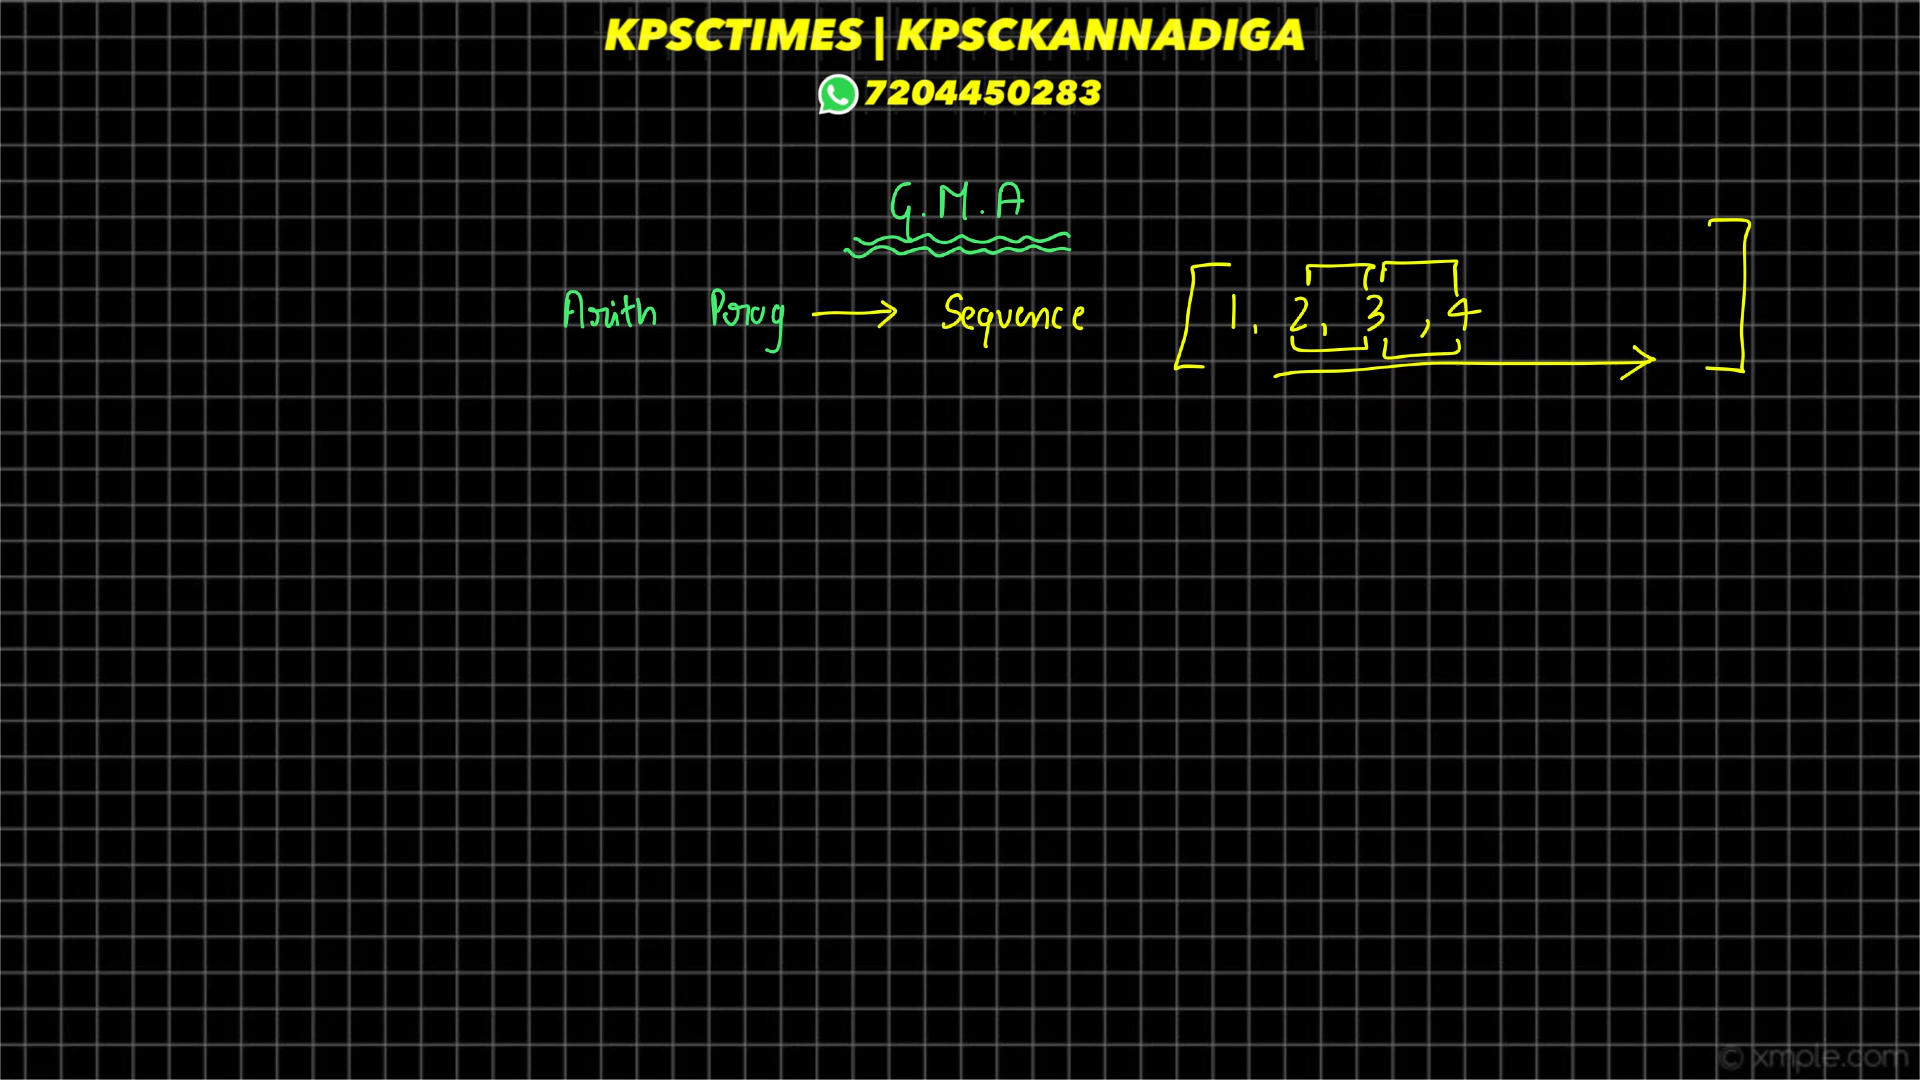 KPSCTIMES | KPSCKANNADIGA
7204450283
G.M.A
Arith Prog → Sequence [1, 2, 3, 4 ]
© xmple.com